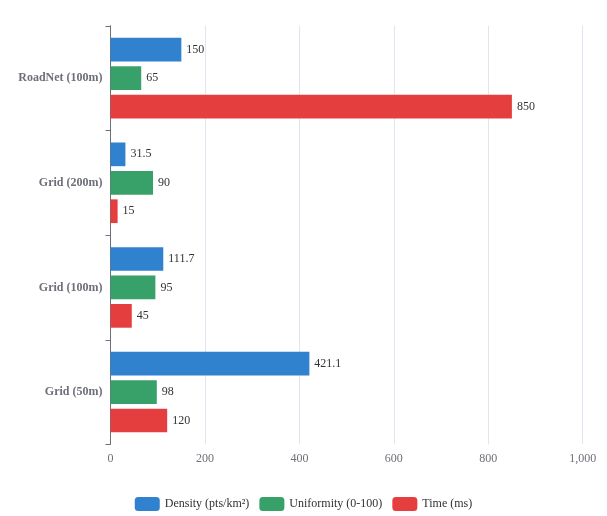 RoadNet (100m)
150
65
850
Grid (200m)
31.5
90
15
Grid (100m)
111.7
95
45
Grid (50m)
421.1
98
120
0 200 400 600 800 1,000
Density (pts/km²) Uniformity (0-100) Time (ms)